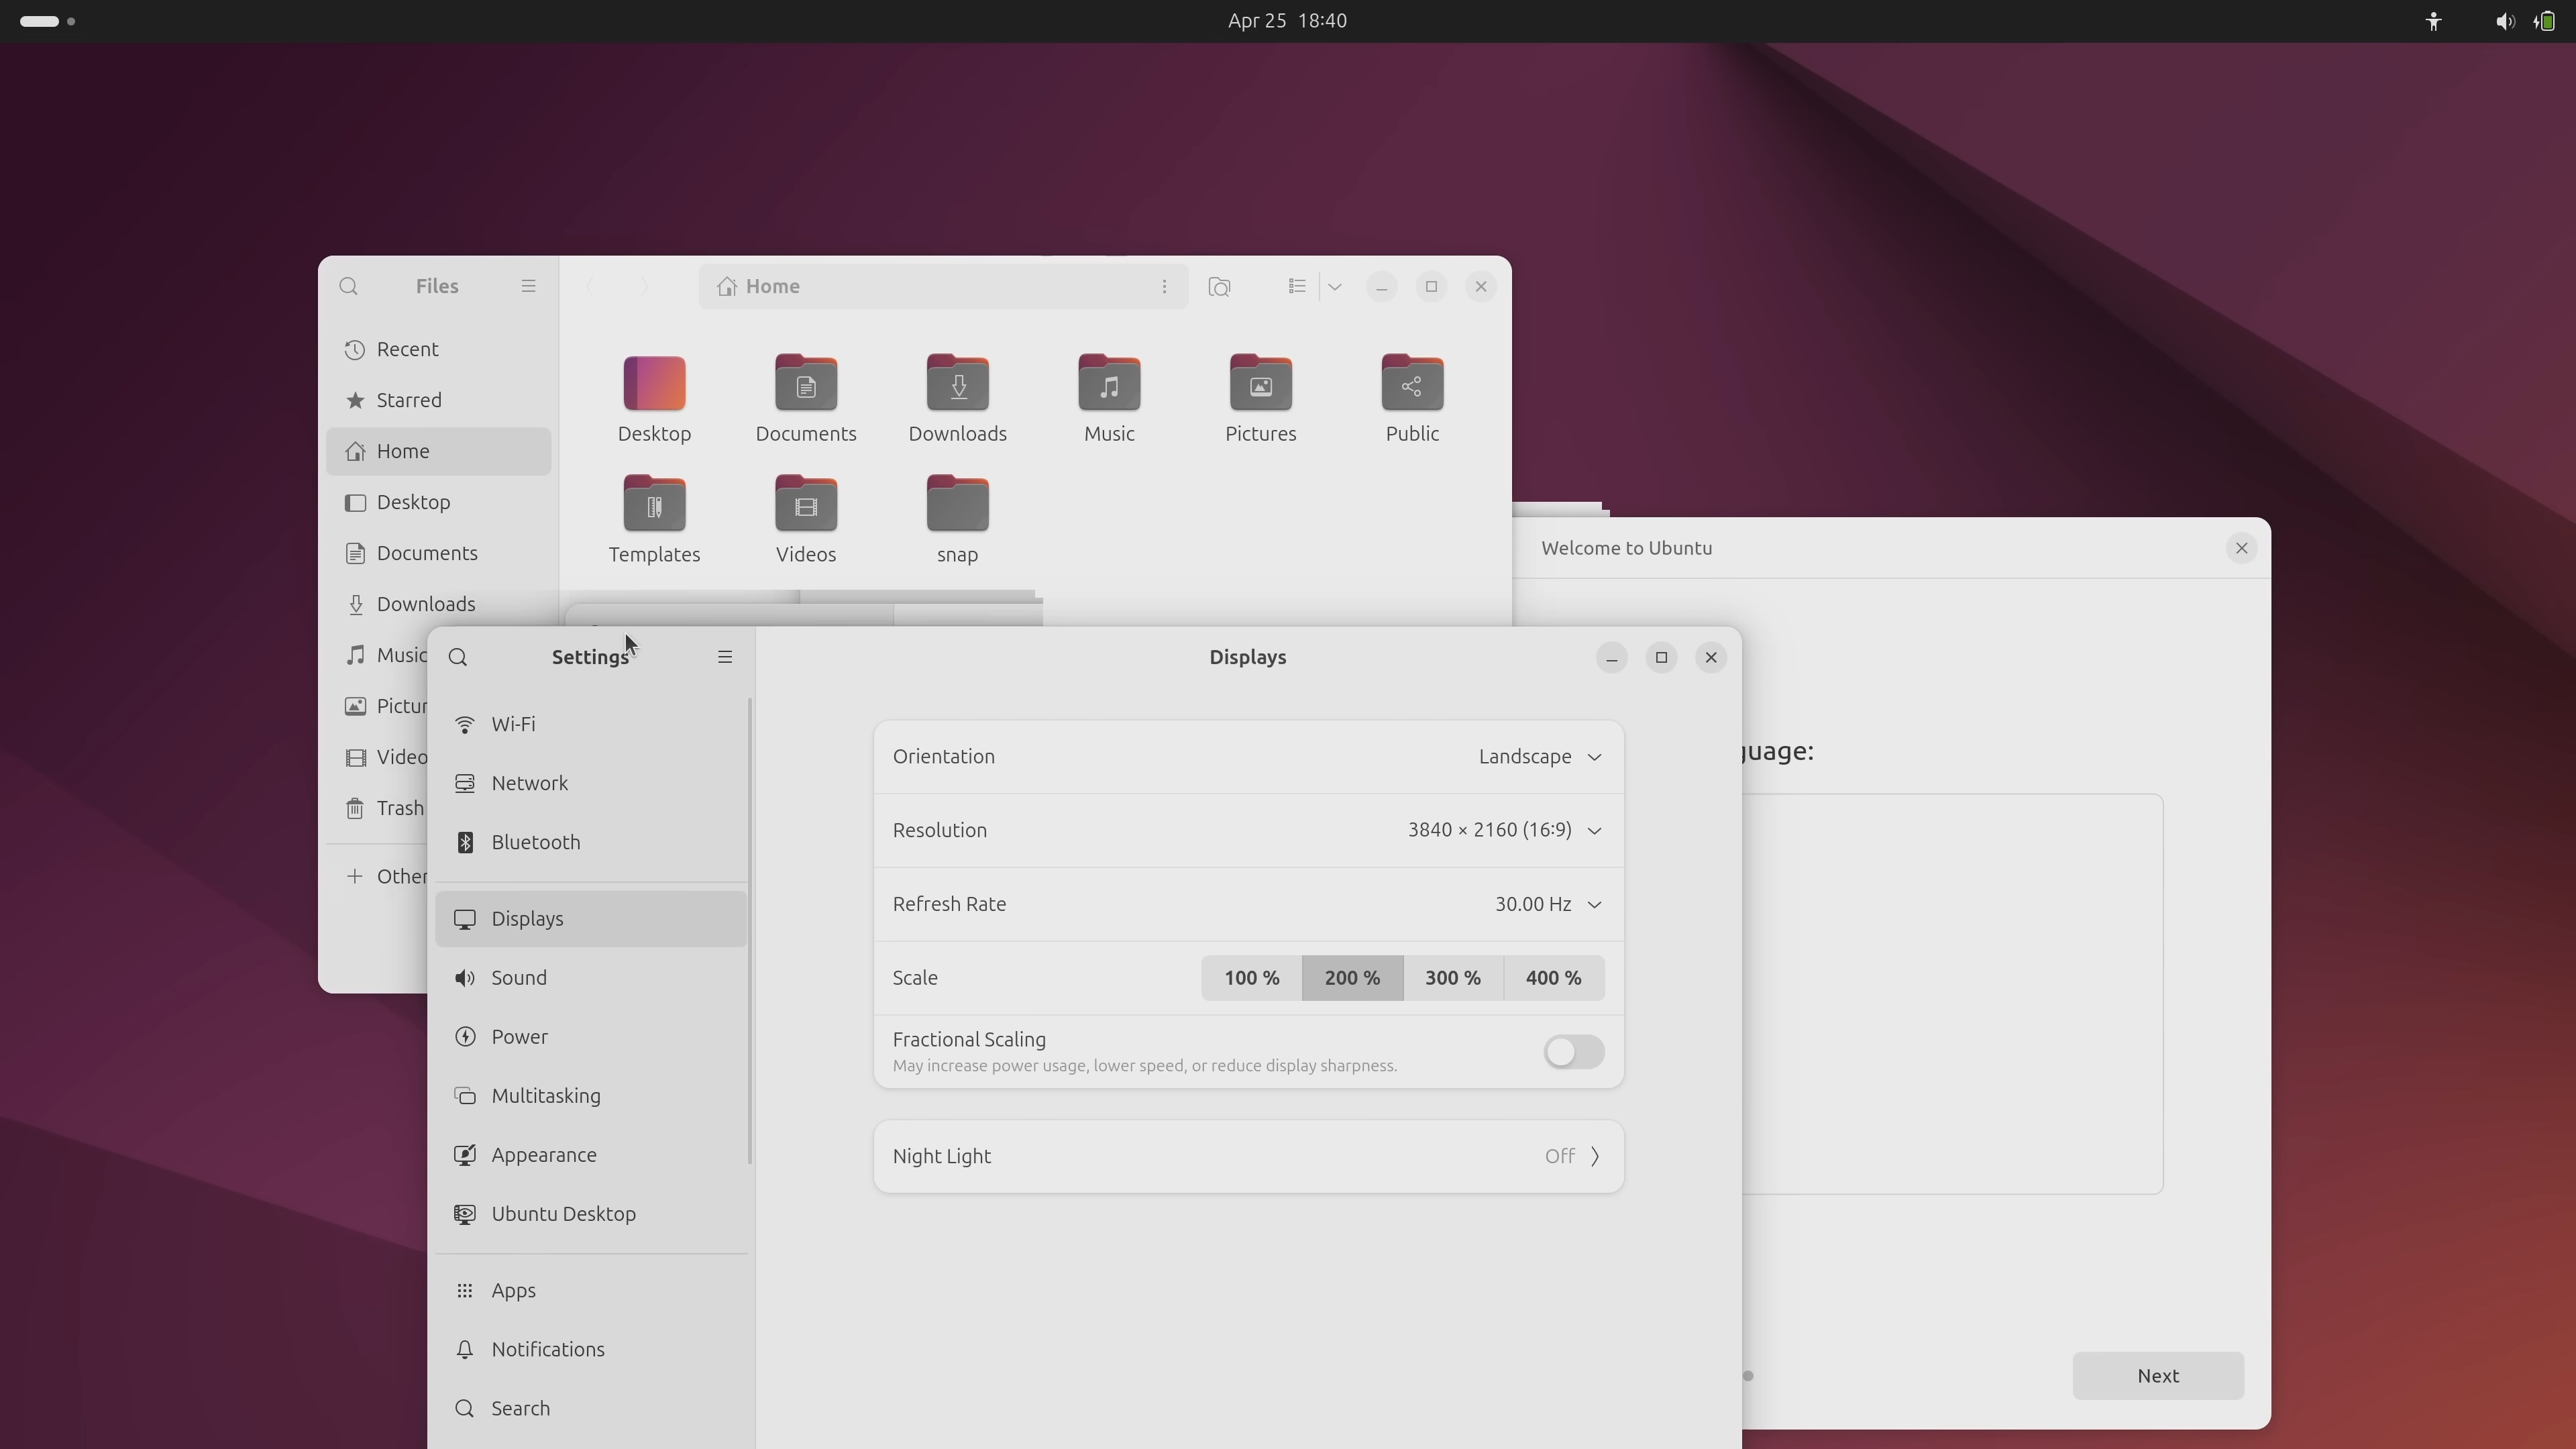 Apr 25 18:40
Files
Home
Recent
Starred
Home
Desktop
Documents
Downloads
Music
Pictur
Video
Trash
Other
Desktop
Documents
Downloads
Music
Pictures
Public
Templates
Videos
snap
Welcome to Ubuntu
guage:
Next
Settings
Displays
Wi-Fi
Network
Bluetooth
Displays
Sound
Power
Multitasking
Appearance
Ubuntu Desktop
Apps
Notifications
Search
Orientation
Landscape
Resolution
3840 × 2160 (16:9)
Refresh Rate
30.00 Hz
Scale
100 %
200 %
300 %
400 %
Fractional Scaling
May increase power usage, lower speed, or reduce display sharpness.
Night Light
Off